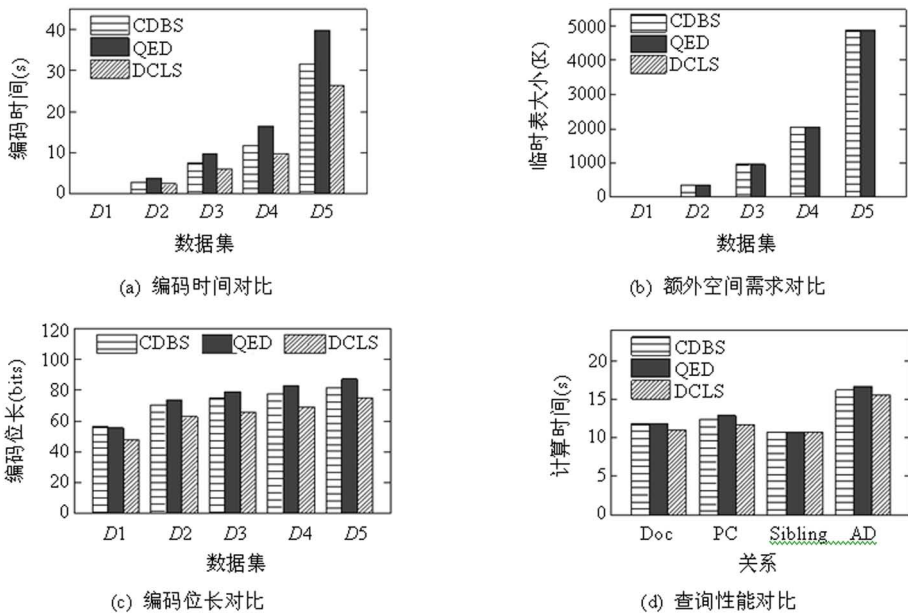 编码时间(s)
40
30
20
10
0
CDBS
QED
DCLS
D1 D2 D3 D4 D5
数据集
(a) 编码时间对比
临时表大小(K)
5000
4000
3000
2000
1000
0
CDBS
QED
DCLS
D1 D2 D3 D4 D5
数据集
(b) 额外空间需求对比
编码位长(bits)
120
100
80
60
40
20
0
CDBS QED DCLS
D1 D2 D3 D4 D5
数据集
(c) 编码位长对比
计算时间(s)
20
15
10
5
0
CDBS
QED
DCLS
Doc PC Sibling AD
关系
(d) 查询性能对比